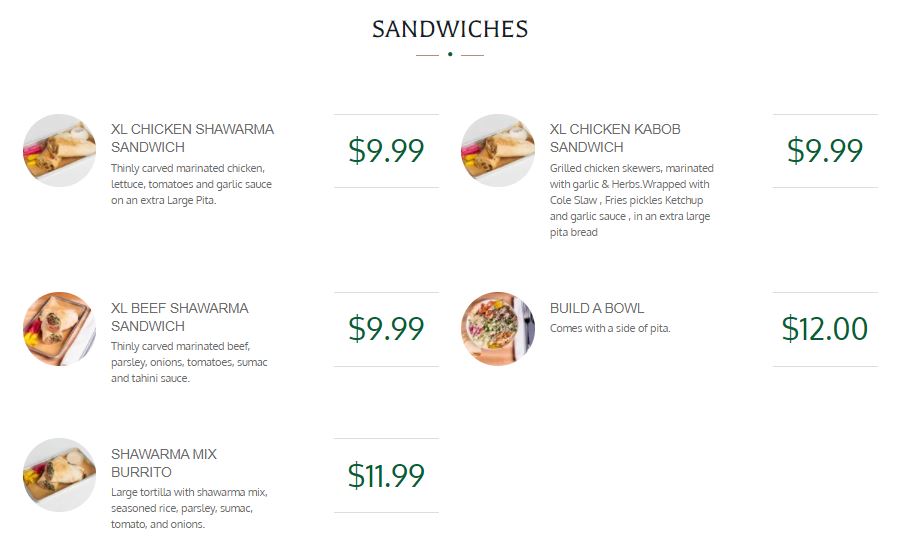 SANDWICHES
XL CHICKEN SHAWARMA
SANDWICH
Thinly carved marinated chicken,
lettuce, tomatoes and garlic sauce
on an extra Large Pita.
$9.99
XL CHICKEN KABOB
SANDWICH
Grilled chicken skewers, marinated
with garlic & Herbs.Wrapped with
Cole Slaw , Fries pickles Ketchup
and garlic sauce , in an extra large
pita bread
$9.99
XL BEEF SHAWARMA
SANDWICH
Thinly carved marinated beef,
parsley, onions, tomatoes, sumac
and tahini sauce.
$9.99
BUILD A BOWL
Comes with a side of pita.
$12.00
SHAWARMA MIX
BURRITO
Large tortilla with shawarma mix,
seasoned rice, parsley, sumac,
tomato, and onions.
$11.99